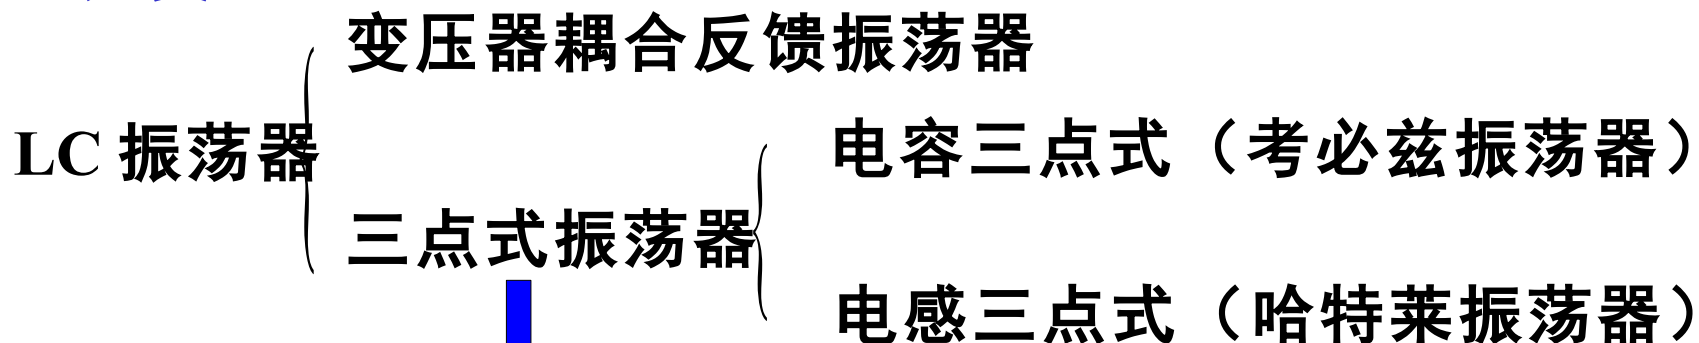 变压器耦合反馈振荡器
LC 振荡器
电容三点式（考必兹振荡器）
三点式振荡器
电感三点式（哈特莱振荡器）